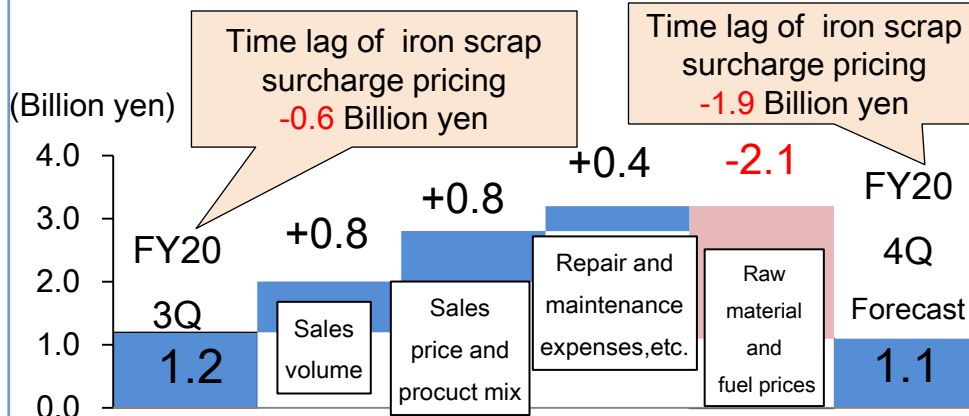 Time lag of iron scrap
surcharge pricing
-0.6 Billion yen
Time lag of iron scrap
surcharge pricing
-1.9 Billion yen
(Billion yen)
4.0
3.0
2.0
1.0
0.0
FY20
3Q
1.2
+0.8
Sales
volume
+0.8
Sales
price and
procuct mix
+0.4
Repair and
maintenance
expenses,etc.
-2.1
Raw
material
and
fuel prices
FY20
4Q
Forecast
1.1